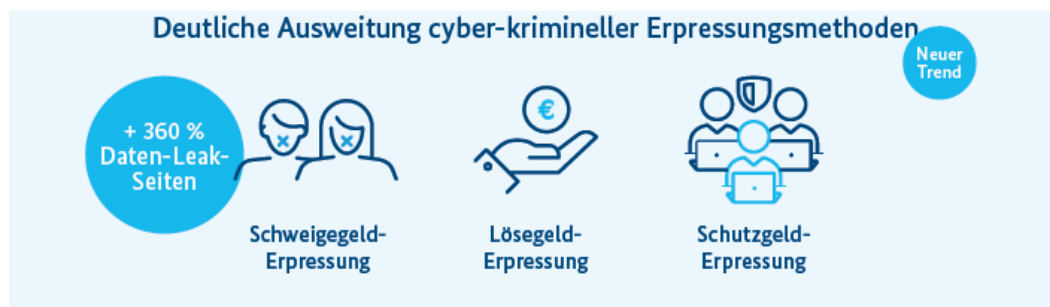 Deutliche Ausweitung cyber-krimineller Erpressungsmethoden
Neuer
Trend
+ 360 %
Daten-Leak-
Seiten
€
Schweigegeld-
Erpressung
Lösegeld-
Erpressung
Schutzgeld-
Erpressung